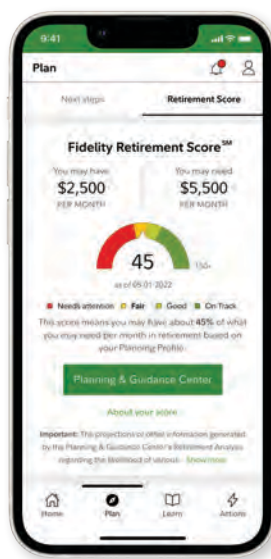 9:41
Plan
Next steps Retirement Score
Fidelity Retirement Score℠
You may have You may need
$2,500 $5,500
PER MONTH PER MONTH
45 150+
as of 09-01-2022
Needs attention Fair Good On Track
This score means you may have about 45% of what
you may need per month in retirement based on
your Planning Profile.
Planning & Guidance Center
About your score
Important: The projections or other information generated
by the Planning & Guidance Center's Retirement Analysis
regarding the likelihood of various Show more
Home Plan Learn Actions